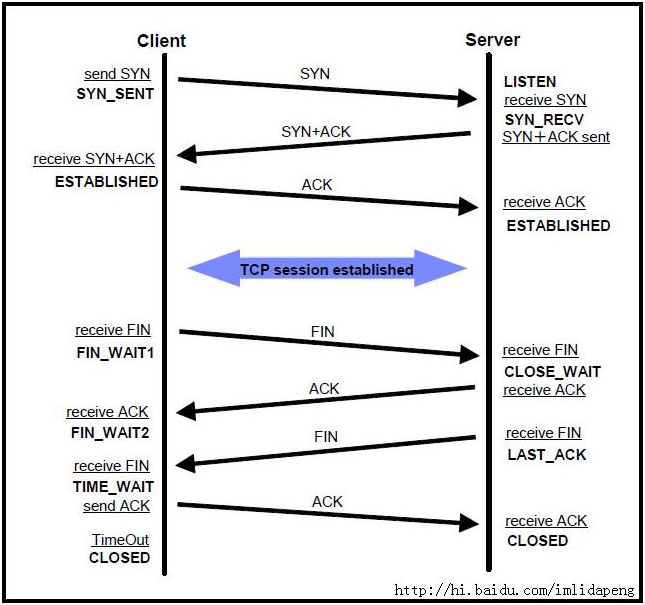 Client
Server
send SYN
SYN
SYN_SENT
LISTEN
receive SYN
SYN_RECV
SYN+ACK
SYN＋ACK sent
receive SYN+ACK
ESTABLISHED
ACK
receive ACK
ESTABLISHED
TCP session established
receive FIN
FIN
FIN_WAIT1
receive FIN
CLOSE_WAIT
ACK
receive ACK
receive ACK
FIN_WAIT2
FIN
receive FIN
LAST_ACK
receive FIN
TIME_WAIT
send ACK
ACK
receive ACK
CLOSED
TimeOut
CLOSED
http://hi.baidu.com/imlidapeng